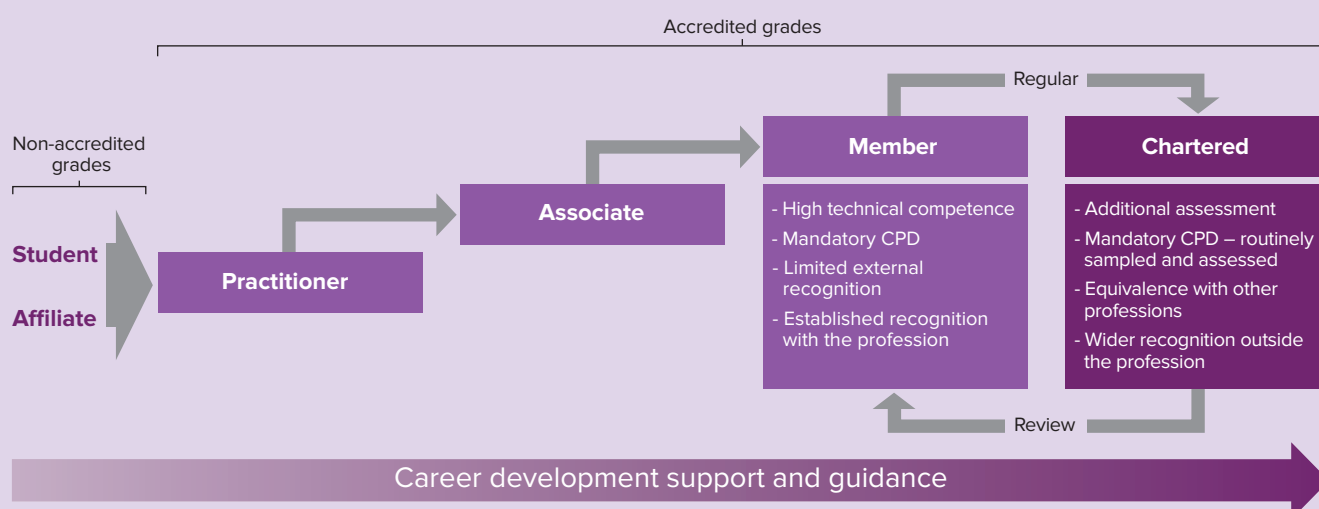 Accredited grades
Non-accredited
grades
Student
Affiliate
Practitioner
Associate
Member
- High technical competence
- Mandatory CPD
- Limited external
recognition
- Established recognition
with the profession
Regular
Chartered
- Additional assessment
- Mandatory CPD – routinely
sampled and assessed
- Equivalence with other
professions
- Wider recognition outside
the profession
Review
Career development support and guidance